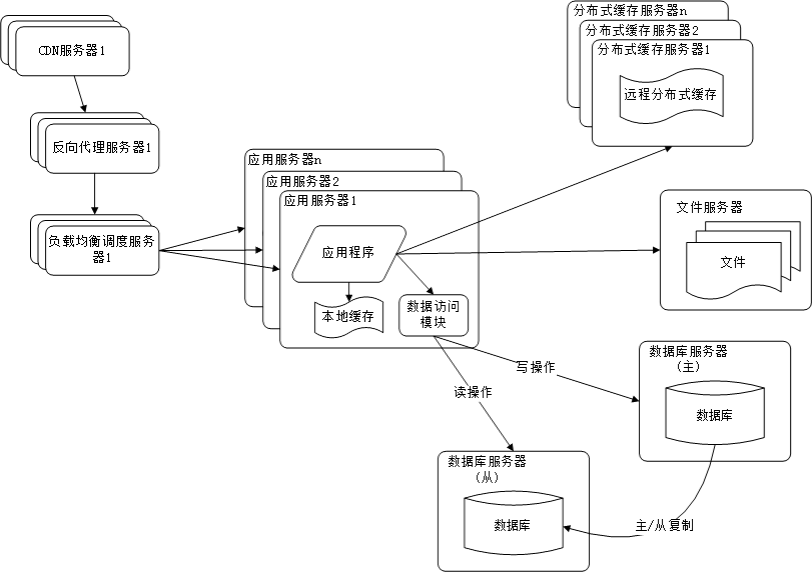 CDN服务器1
反向代理服务器1
负载均衡调度服务
器1
应用服务器n
应用服务器2
应用服务器1
应用程序
本地缓存
数据访问
模块
分布式缓存服务器n
分布式缓存服务器2
分布式缓存服务器1
远程分布式缓存
文件服务器
文件
写操作
读操作
数据库服务器
(主)
数据库
数据库服务器
(从)
数据库
主/从复制